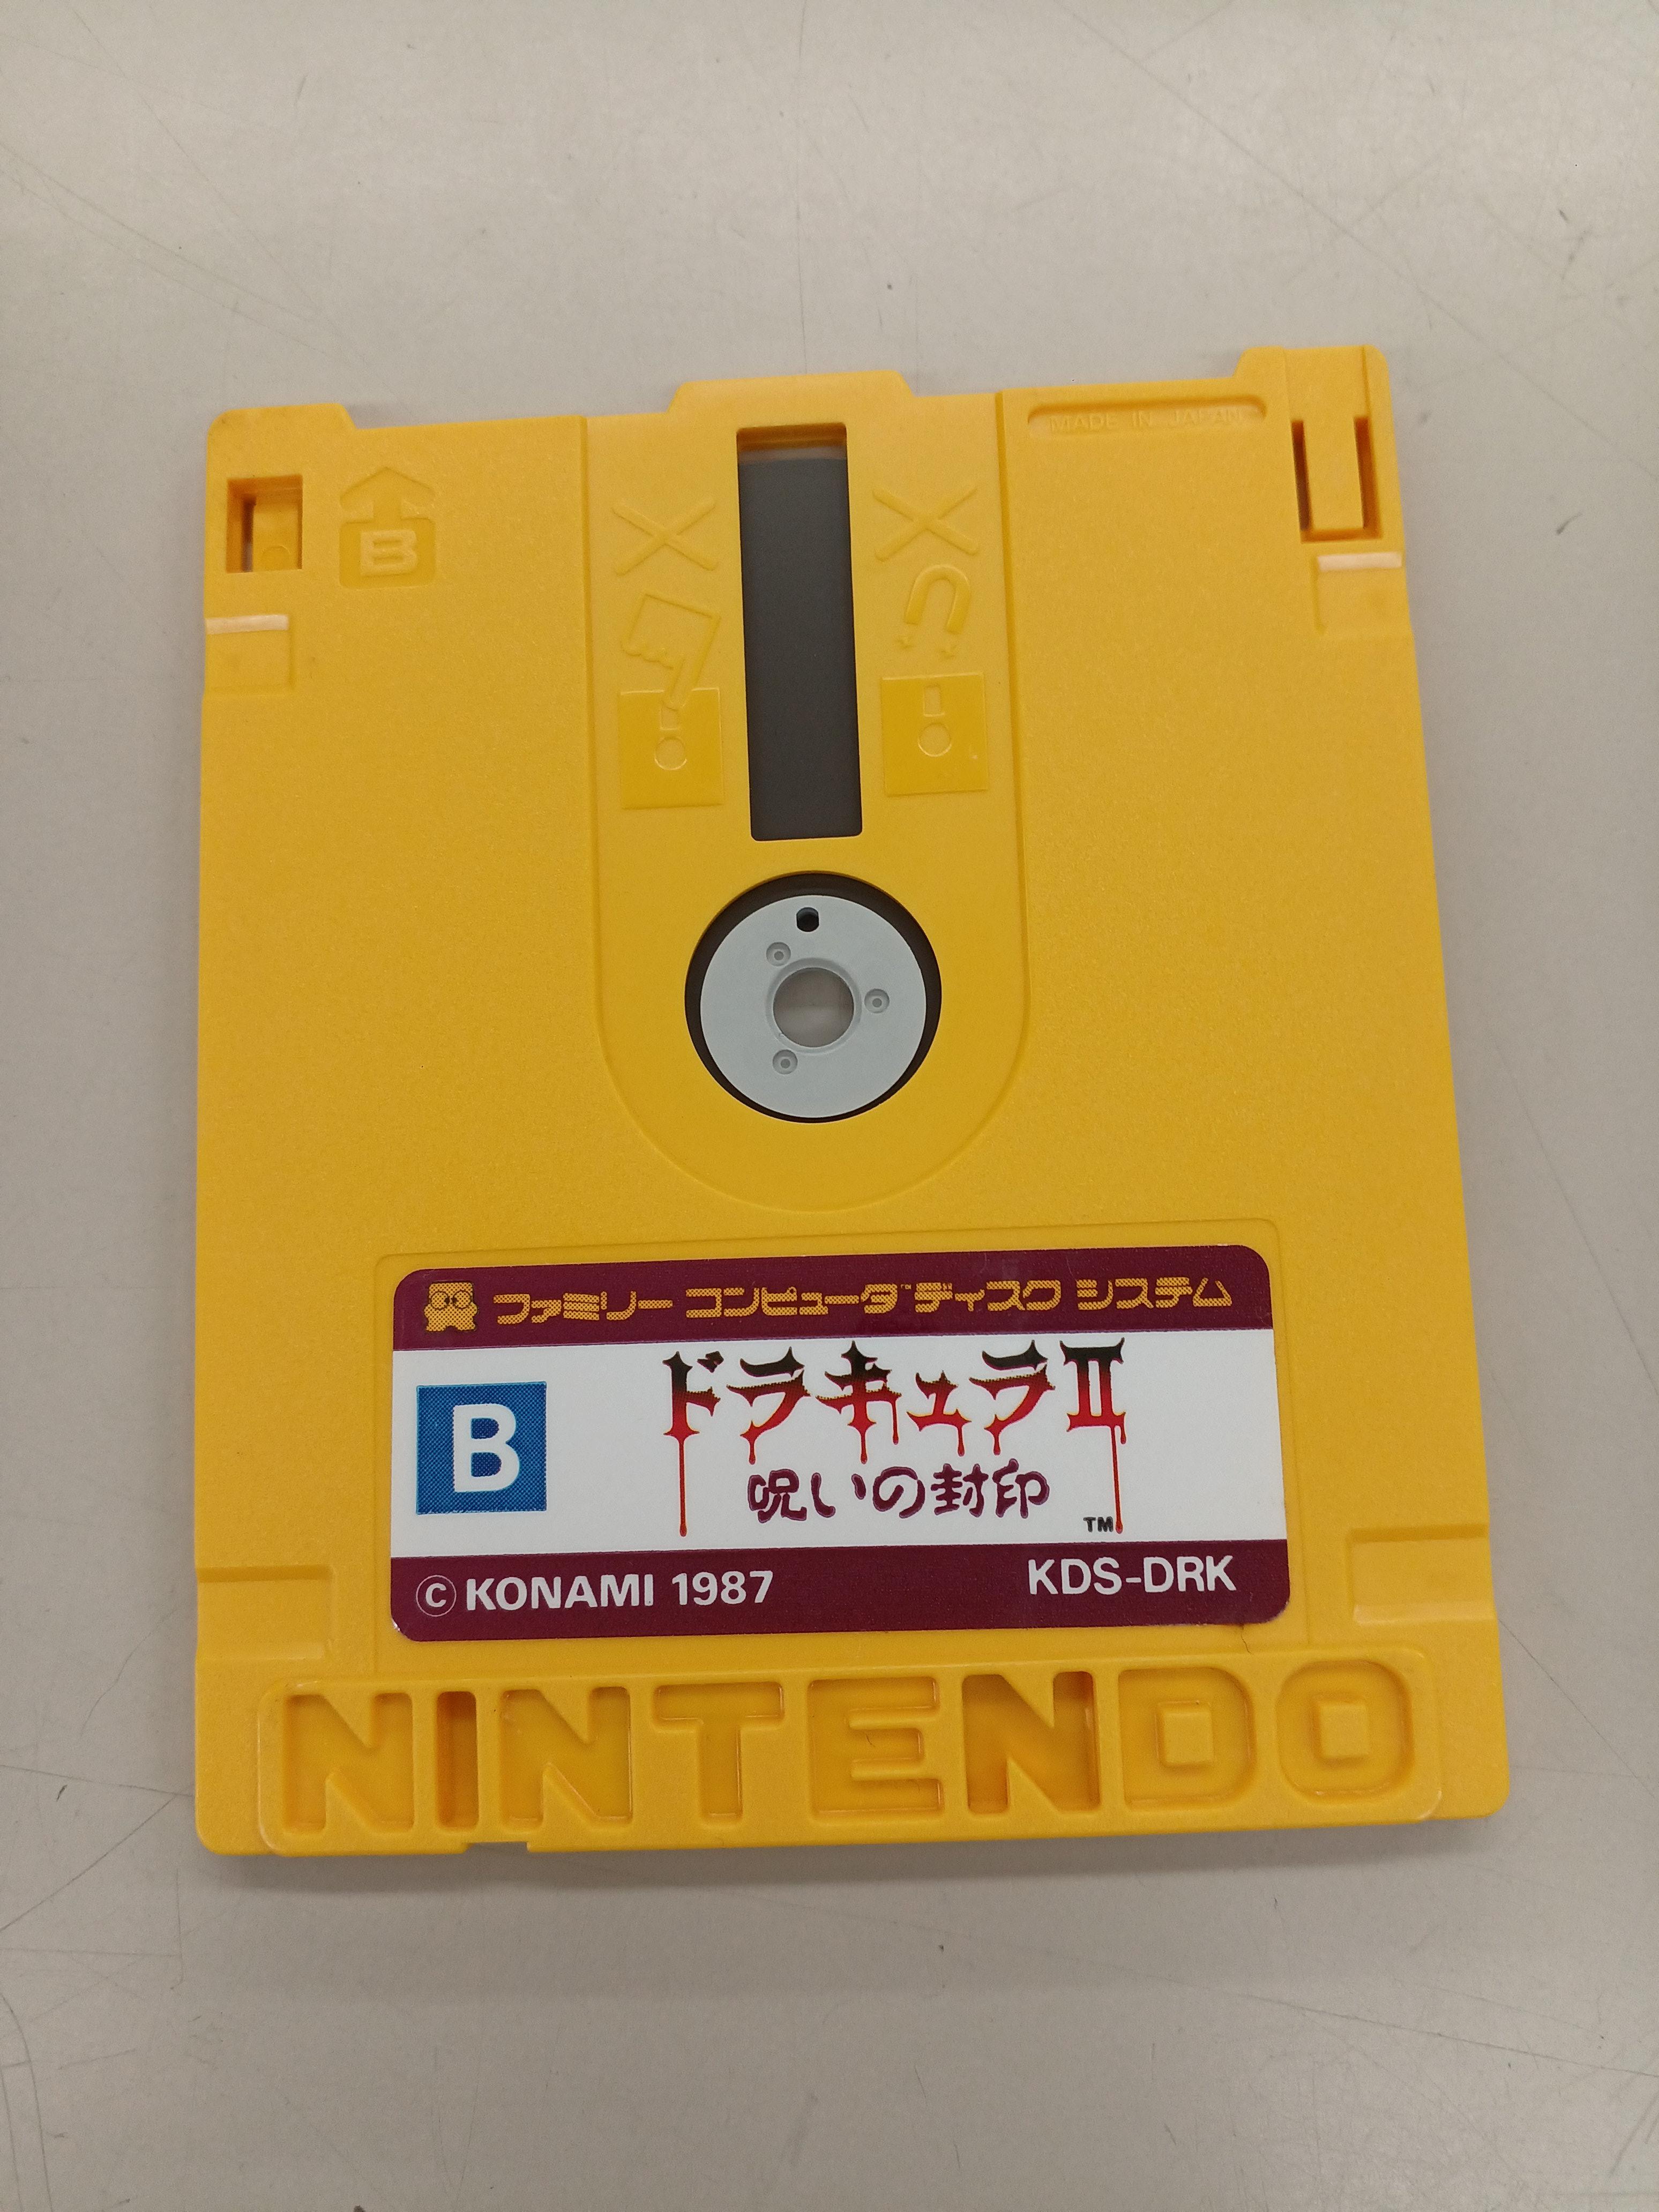 MADE IN JAPAN
B
ファミリー コンピュータ™ ディスク システム
B
ドラキュラII
呪いの封印
TM
© KONAMI 1987 KDS-DRK
NINTENDO